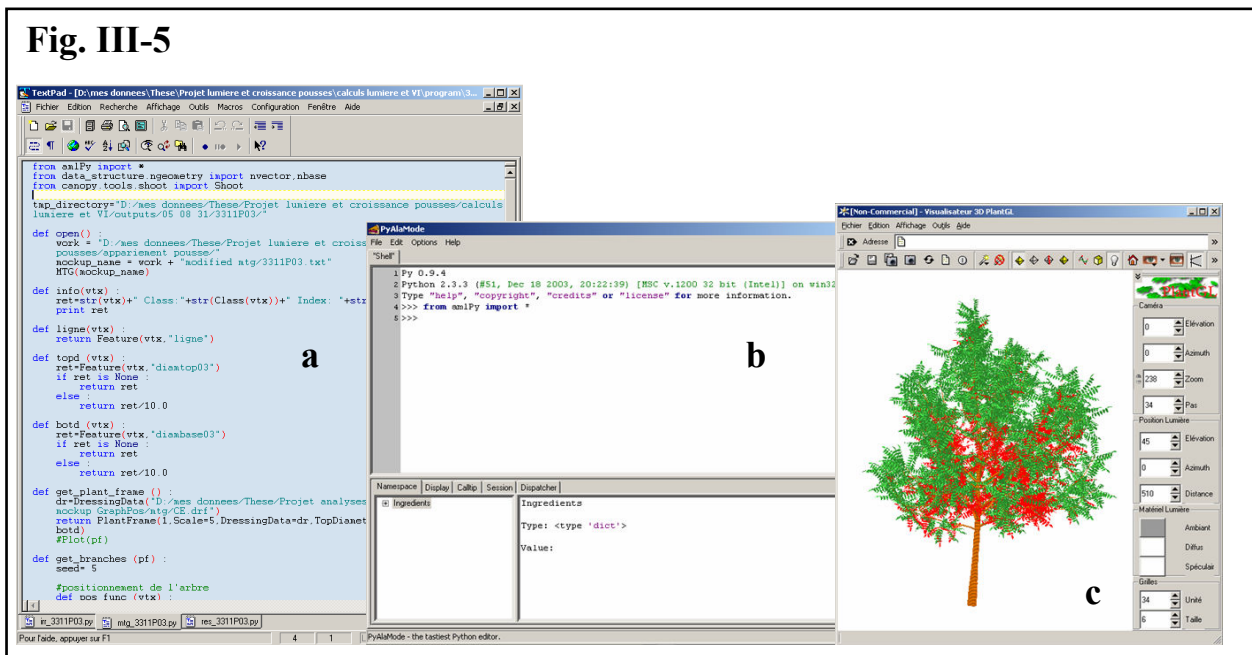 Fig. III-5
TextPad - [D:\mes donnees\These\Projet lumiere et croissance pousses\calculs lumiere et VI\program\3...
Fichier Edition Recherche Affichage Outils Macros Configuration Fenêtre Aide
from amlPy import *
from data_structure.ngeometry import nvector,nbase
from canopy.tools.shoot import Shoot
tmp_directory="D:/mes donnees/These/Projet lumiere et croissance pousses/calculs
lumiere et VI/outputs/05 08 31/3311P03/"
def open() :
work = "D:/mes donnees/These/Projet lumiere et croiss
pousses/appariement pousse/"
mockup_name = work + "modified mtg/3311P03.txt"
MTG(mockup_name)
def info(vtx) :
ret=str(vtx)+" Class:"+str(Class(vtx))+" Index: "+str
print ret
def ligne(vtx) :
return Feature(vtx,"ligne")
def topd (vtx) :
ret=Feature(vtx,"diamtop03")
if ret is None :
return ret
else :
return ret/10.0
def botd (vtx) :
ret=Feature(vtx,"diambase03")
if ret is None :
return ret
else :
return ret/10.0
def get_plant_frame () :
dr=DressingData("D:/mes donnees/These/Projet analyses
mockup GraphPos/mtg/CE.drf")
return PlantFrame(1,Scale=5,DressingData=dr,TopDiamet
botd)
#Plot(pf)
def get_branches (pf) :
seed= 5
#positionnement de l'arbre
def pos_func (vtx) :
irr_3311P03.py mtg_3311P03.py res_3311P03.py
Pour l'aide, appuyer sur F1 4 1
a
PyAlaMode
File Edit Options Help
"Shell"
1 Py 0.9.4
2 Python 2.3.3 (#51, Dec 18 2003, 20:22:39) [MSC v.1200 32 bit (Intel)] on win32
3 Type "help", "copyright", "credits" or "license" for more information.
4 >>> from amlPy import *
5 >>>
b
Namespace Display Calltip Session Dispatcher
Ingredients
Ingredients
Type: <type 'dict'>
Value:
PyAlaMode - the tastiest Python editor.
[Non-Commercial] - Visualisateur 3D PlantGL
Fichier Edition Affichage Outils Aide
Adresse
PlantGL
Caméra
0 Elévation
0 Azimuth
238 Zoom
34 Pas
Position Lumière
45 Elévation
0 Azimuth
510 Distance
Matériel Lumière
Ambiant
Diffus
Spéculair
Grilles
34 Unité
6 Taille
c